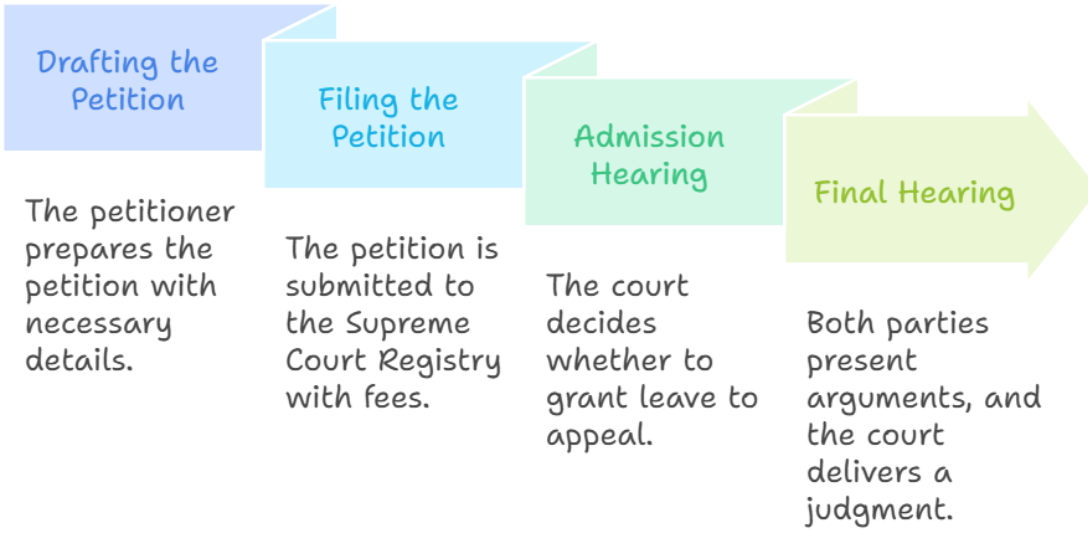 Drafting the
Petition
The petitioner
prepares the
petition with
necessary
details.
Filing the
Petition
The petition is
submitted to
the Supreme
Court Registry
with fees.
Admission
Hearing
The court
decides
whether to
grant leave to
appeal.
Final Hearing
Both parties
present
arguments, and
the court
delivers a
judgment.